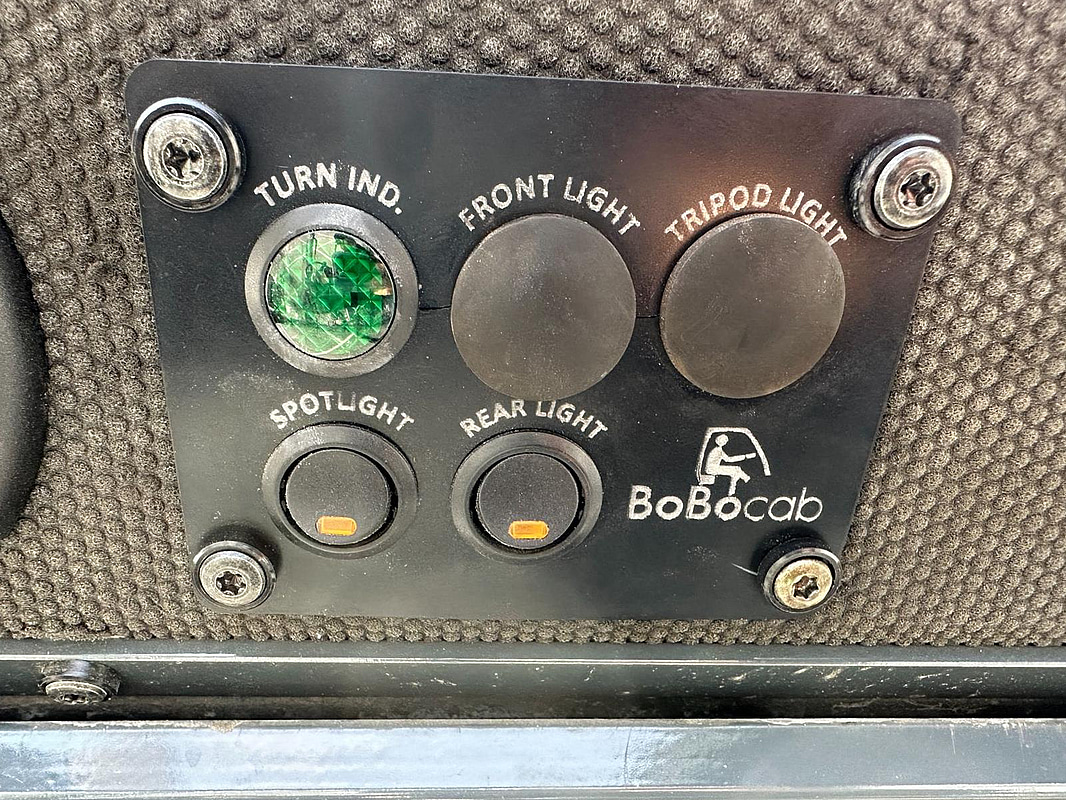 TURN IND.
FRONT LIGHT
TRIPOD LIGHT
SPOTLIGHT
REAR LIGHT
BoBocab